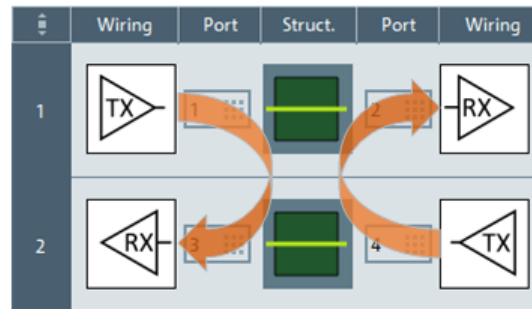 Wiring Port Struct. Port Wiring
1 TX 1 2 RX
2 RX 3 4 TX